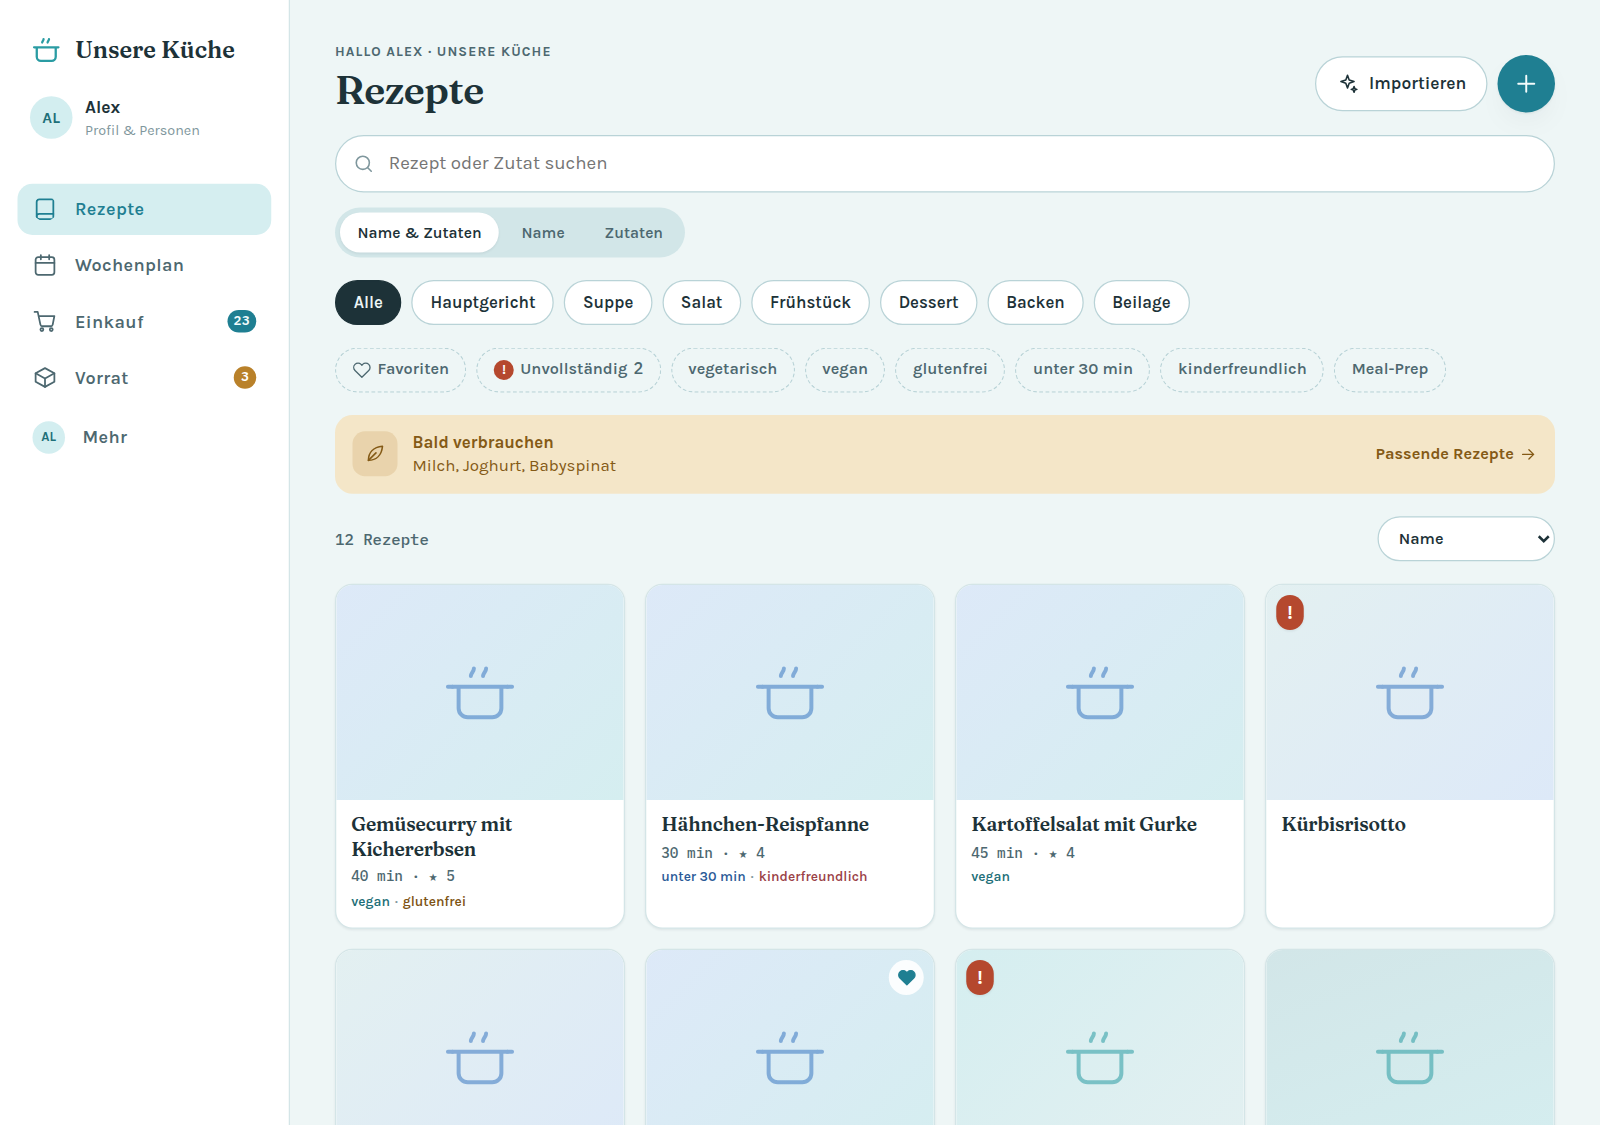 Unsere Küche
AL
Alex
Profil & Personen
Rezepte
Wochenplan
Einkauf
23
Vorrat
3
AL
Mehr
HALLO ALEX · UNSERE KÜCHE
Rezepte
Importieren
Rezept oder Zutat suchen
Name & Zutaten Name Zutaten
Alle Hauptgericht Suppe Salat Frühstück Dessert Backen Beilage
Favoriten ! Unvollständig 2 vegetarisch vegan glutenfrei unter 30 min kinderfreundlich Meal-Prep
Bald verbrauchen
Milch, Joghurt, Babyspinat
Passende Rezepte →
12 Rezepte
Name
Gemüsecurry mit
Kichererbsen
40 min · ★ 5
vegan · glutenfrei
Hähnchen-Reispfanne
30 min · ★ 4
unter 30 min · kinderfreundlich
Kartoffelsalat mit Gurke
45 min · ★ 4
vegan
!
Kürbisrisotto
!